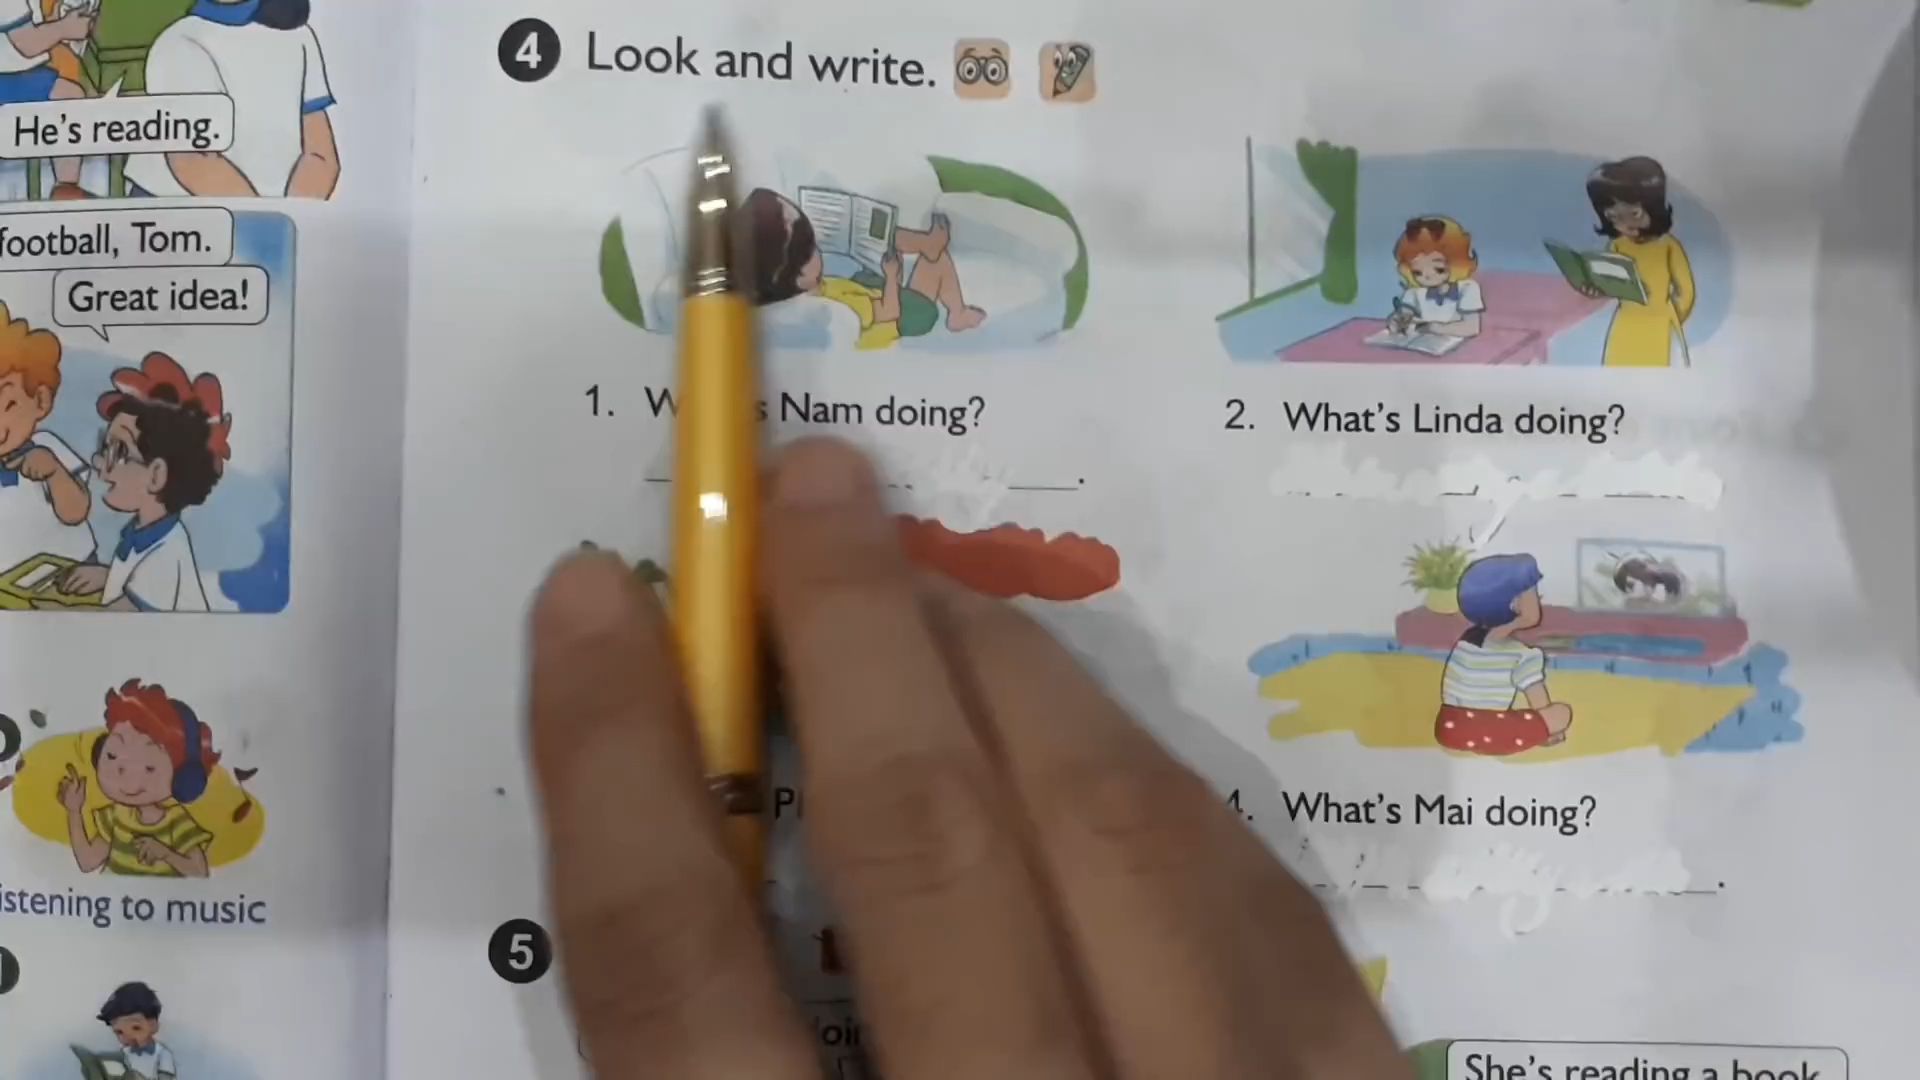 He's reading.
football, Tom.
Great idea!
listening to music
4 Look and write.
1. Nam doing?
2. What's Linda doing?
4. What's Mai doing?
5
She's reading a book